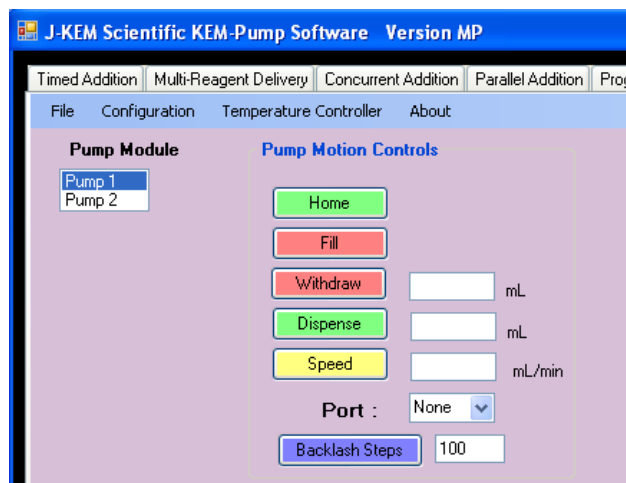 J-KEM Scientific KEM-Pump Software Version MP
Timed Addition Multi-Reagent Delivery Concurrent Addition Parallel Addition
File Configuration Temperature Controller About
Pump Module
Pump 1
Pump 2
Pump Motion Controls
Home
Fill
Withdraw mL
Dispense mL
Speed mL/min
Port : None
Backlash Steps 100